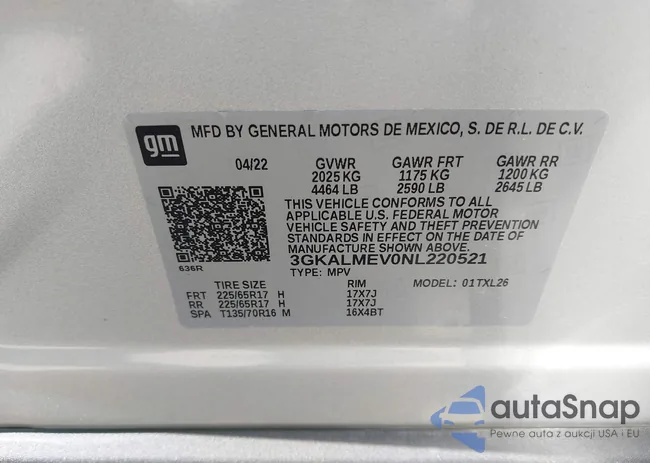 gm
MFD BY GENERAL MOTORS DE MEXICO, S. DE R.L. DE C.V.
04/22 GVWR GAWR FRT GAWR RR
2025 KG 1175 KG 1200 KG
4464 LB 2590 LB 2645 LB
THIS VEHICLE CONFORMS TO ALL
APPLICABLE U.S. FEDERAL MOTOR
VEHICLE SAFETY AND THEFT PREVENTION
STANDARDS IN EFFECT ON THE DATE OF
MANUFACTURE SHOWN ABOVE.
3GKALMEV0NL220521
636R
TYPE: MPV MODEL: 01TXL26
TIRE SIZE RIM
FRT 225/65R17 H 17X7J
RR 225/65R17 H 17X7J
SPA T135/70R16 M 16X4BT
autaSnap
Pewne auta z aukcji USA i EU